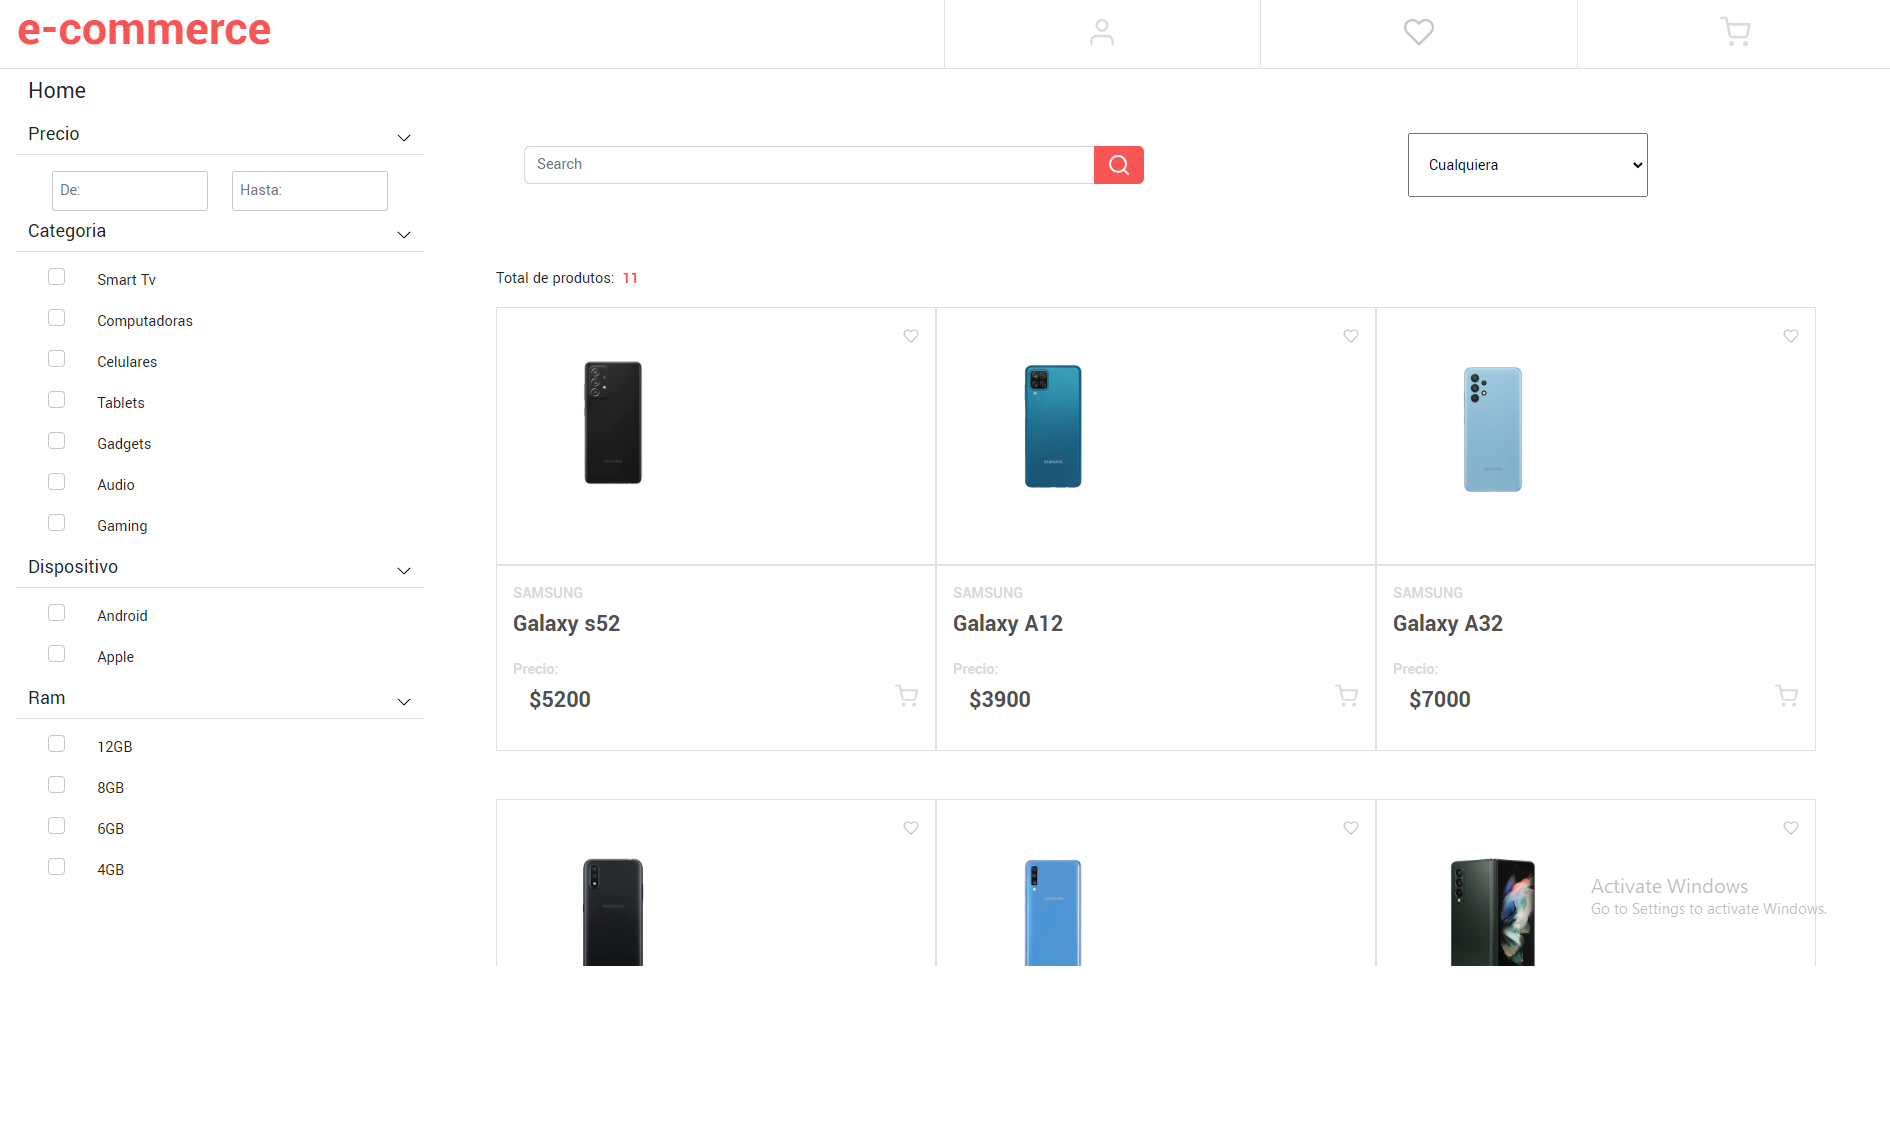 e-commerce
Home
Precio
De:
Hasta:
Categoria
Smart Tv
Computadoras
Celulares
Tablets
Gadgets
Audio
Gaming
Dispositivo
Android
Apple
Ram
12GB
8GB
6GB
4GB
Search
Cualquiera
Total de produtos: 11
SAMSUNG
Galaxy s52
Precio:
$5200
SAMSUNG
Galaxy A12
Precio:
$3900
SAMSUNG
Galaxy A32
Precio:
$7000
Activate Windows
Go to Settings to activate Windows.